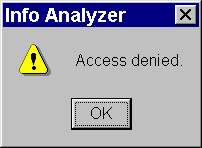 Info Analyzer
Access denied.
OK